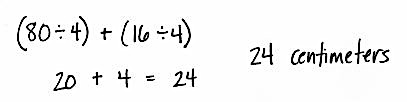 (80÷4) + (16÷4)
20 + 4 = 24
24 centimeters